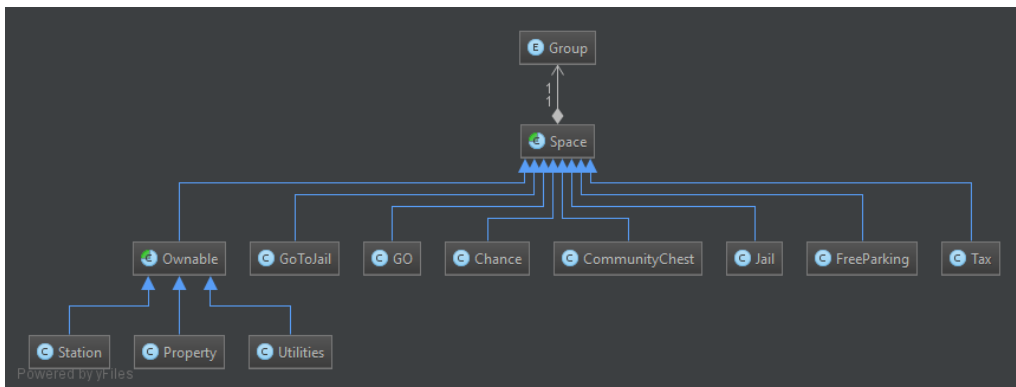 E Group
1
1
C Space
C Ownable
C GoToJail
C GO
C Chance
C CommunityChest
C Jail
C FreeParking
C Tax
C Station
C Property
C Utilities
Powered by yFiles